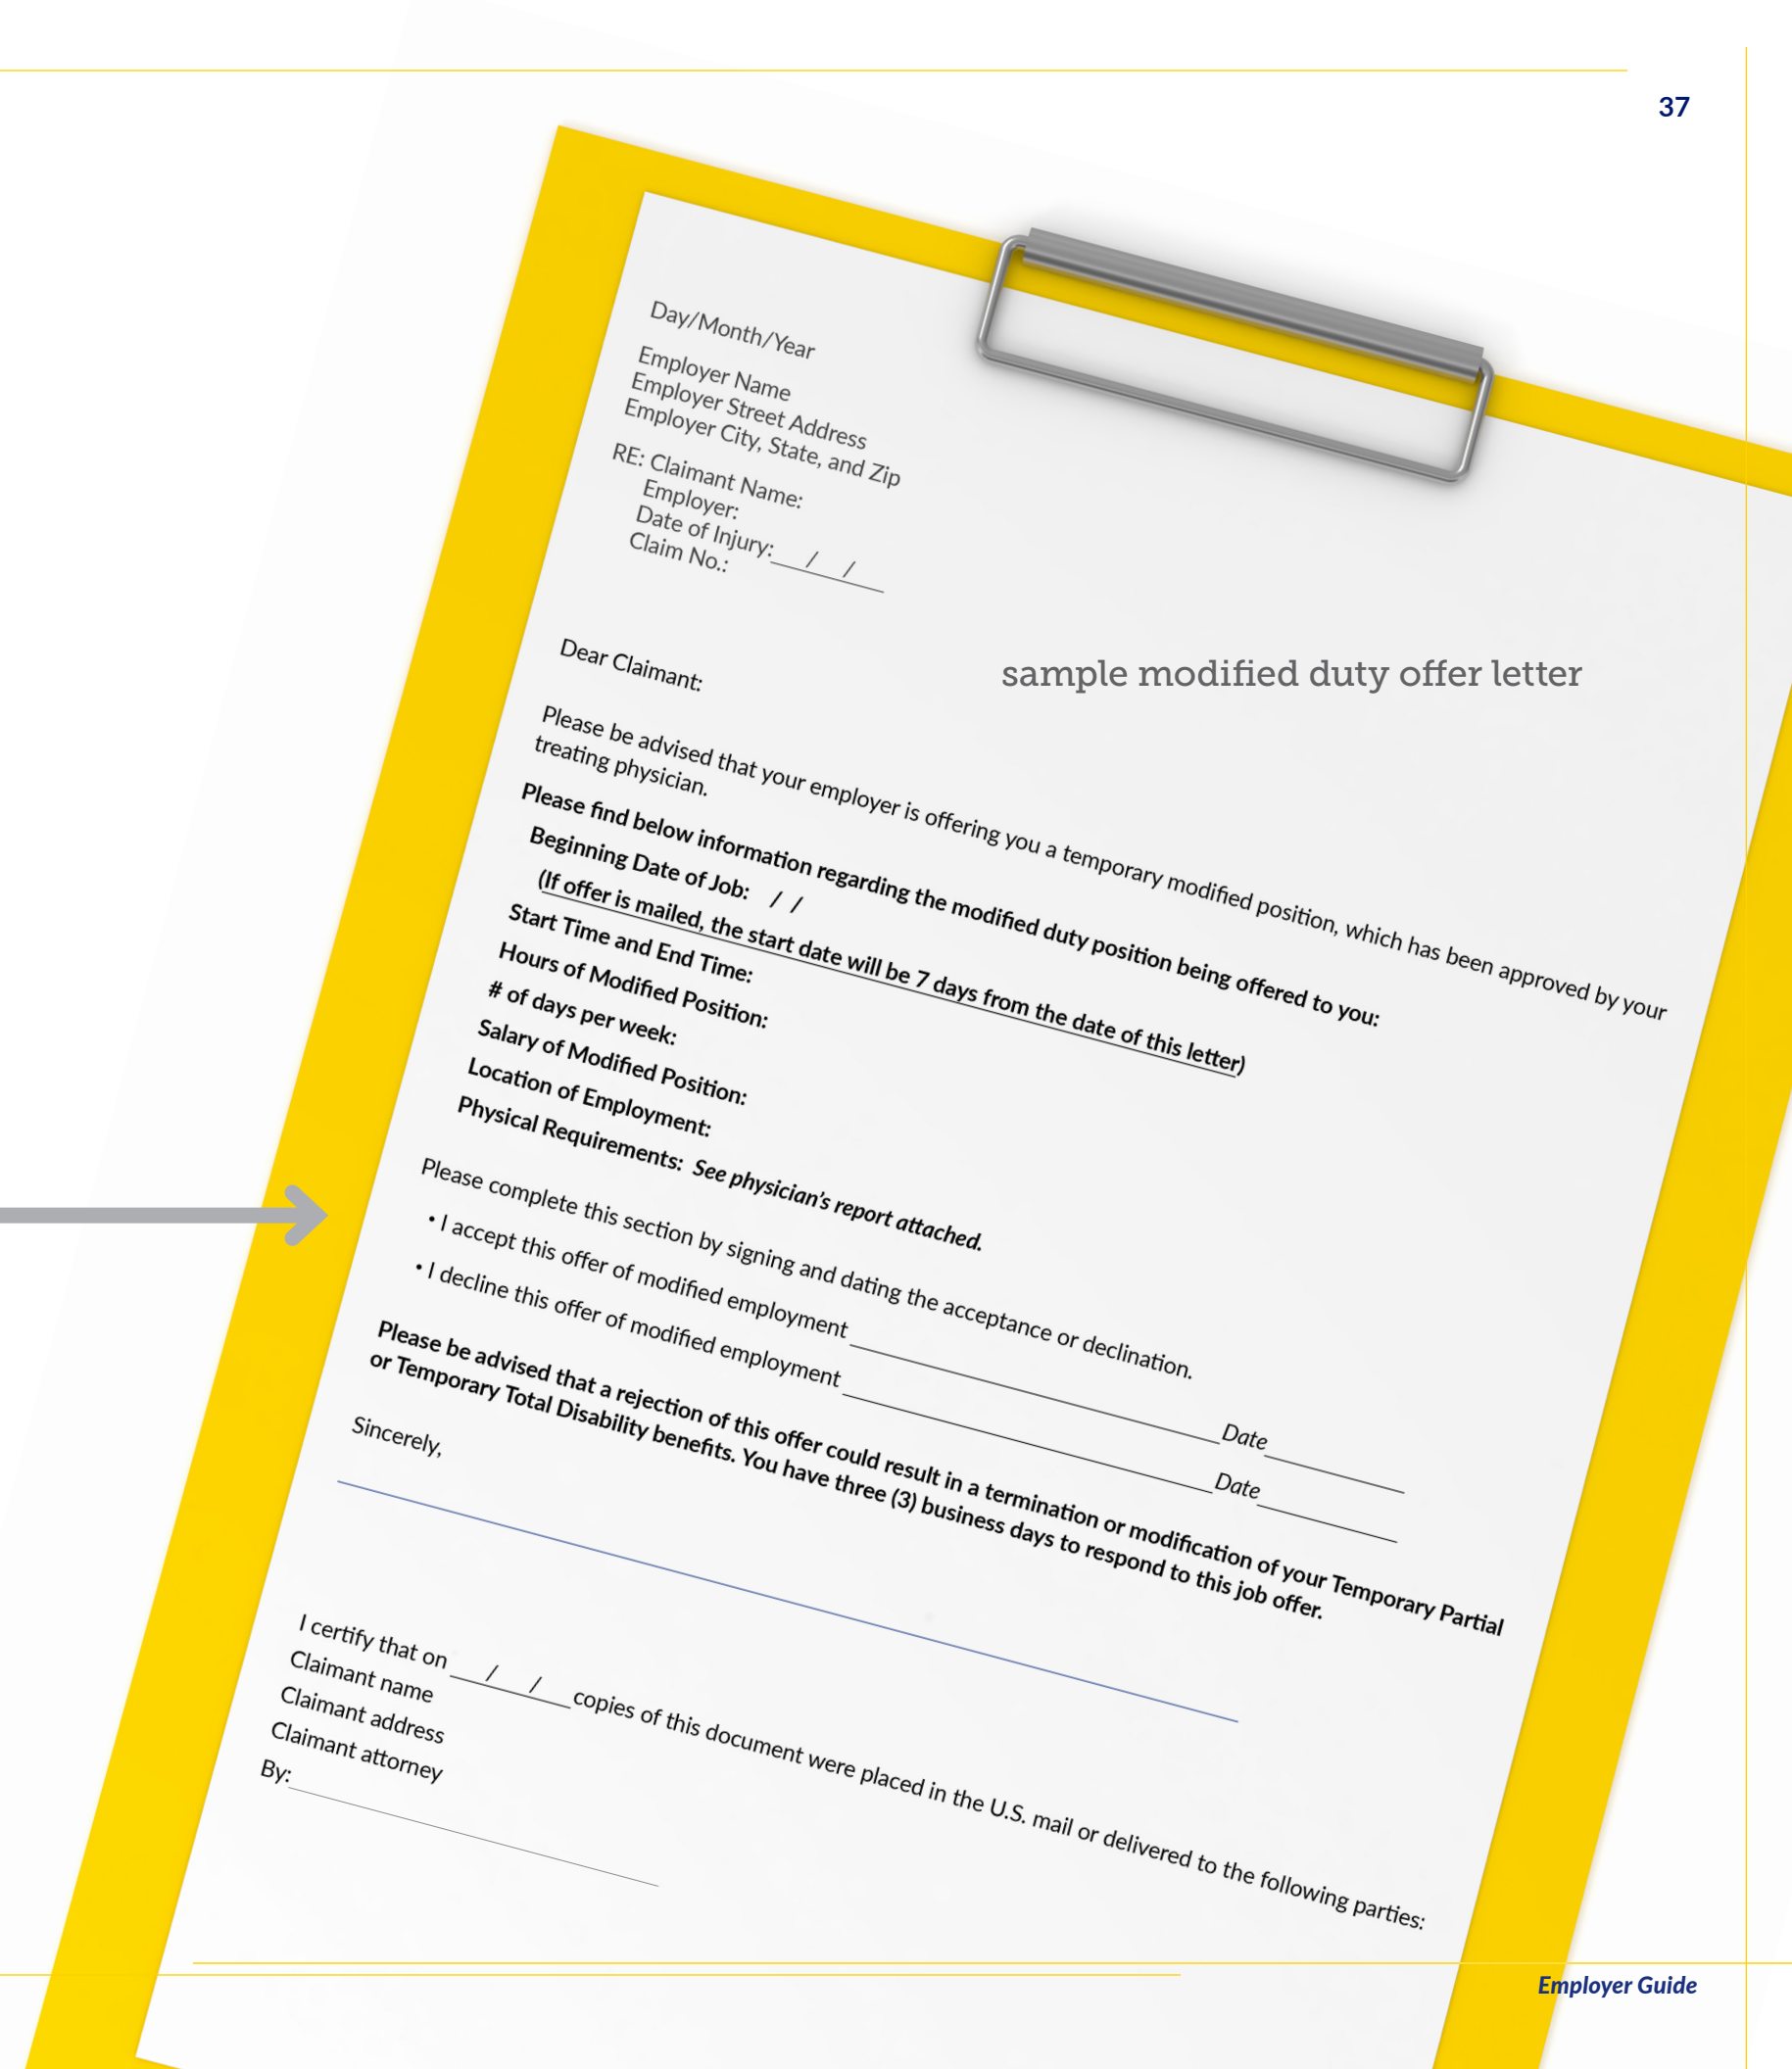 37
Day/Month/Year
Employer Name
Employer Street Address
Employer City, State, and Zip
RE: Claimant Name:
Employer:
Date of Injury:___/___/___
Claim No.:
sample modified duty offer letter
Dear Claimant:
Please be advised that your employer is offering you a temporary modified position, which has been approved by your
treating physician.
Please find below information regarding the modified duty position being offered to you:
Beginning Date of Job: / /
(If offer is mailed, the start date will be 7 days from the date of this letter)
Start Time and End Time:
Hours of Modified Position:
# of days per week:
Salary of Modified Position:
Location of Employment:
Physical Requirements: See physician's report attached.
Please complete this section by signing and dating the acceptance or declination.
• I accept this offer of modified employment____________________Date________
• I decline this offer of modified employment____________________Date________
Please be advised that a rejection of this offer could result in a termination or modification of your Temporary Partial
or Temporary Total Disability benefits. You have three (3) business days to respond to this job offer.
Sincerely,
I certify that on ___/___/___ copies of this document were placed in the U.S. mail or delivered to the following parties:
Claimant name
Claimant address
Claimant attorney
By:____________________
Employer Guide